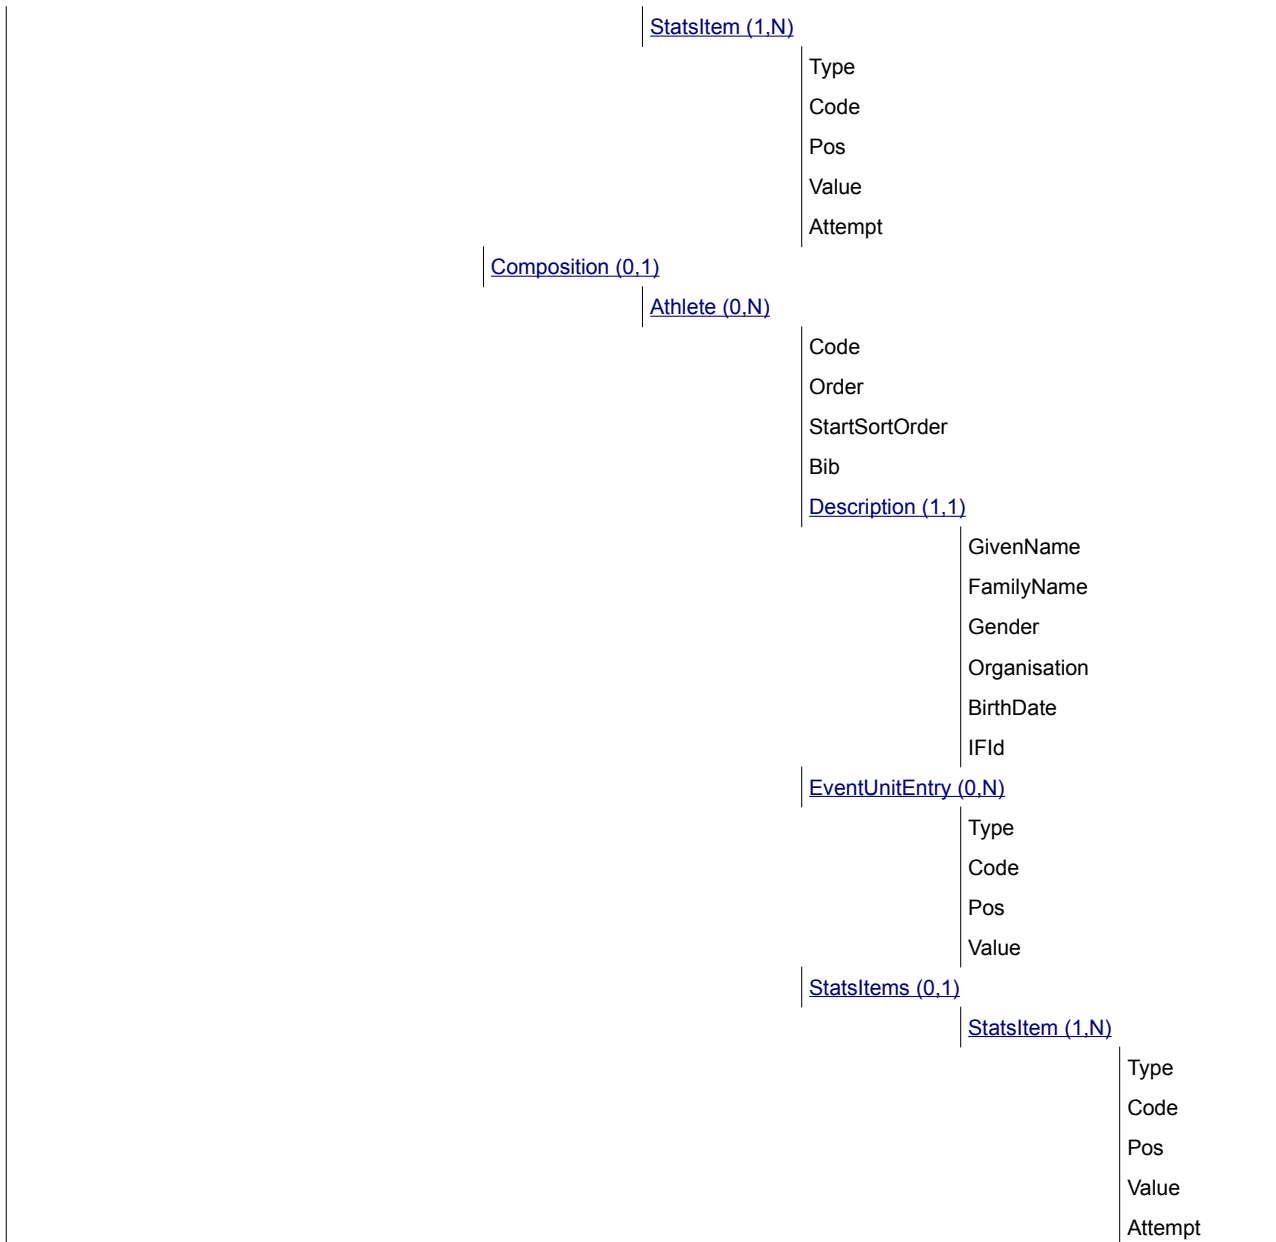 StatsItem (1,N)
Type
Code
Pos
Value
Attempt
Composition (0,1)
Athlete (0,N)
Code
Order
StartSortOrder
Bib
Description (1,1)
GivenName
FamilyName
Gender
Organisation
BirthDate
IFId
EventUnitEntry (0,N)
Type
Code
Pos
Value
StatsItems (0,1)
StatsItem (1,N)
Type
Code
Pos
Value
Attempt